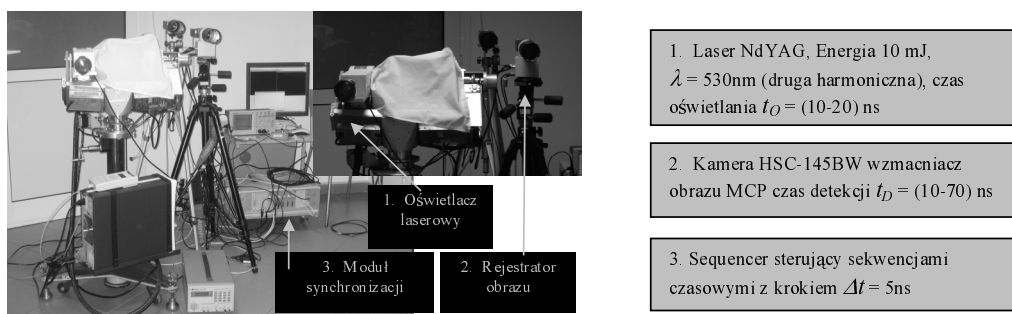 1. Oświetlacz
laserowy
3. Moduł
synchronizacji
2. Rejestrator
obrazu
1. Laser NdYAG, Energia 10 mJ,
λ = 530nm (druga harmoniczna), czas
oświetlania tO = (10-20) ns
2. Kamera HSC-145BW wzmacniacz
obrazu MCP czas detekcji tD = (10-70) ns
3. Sequencer sterujący sekwencjami
czasowymi z krokiem Δt = 5ns